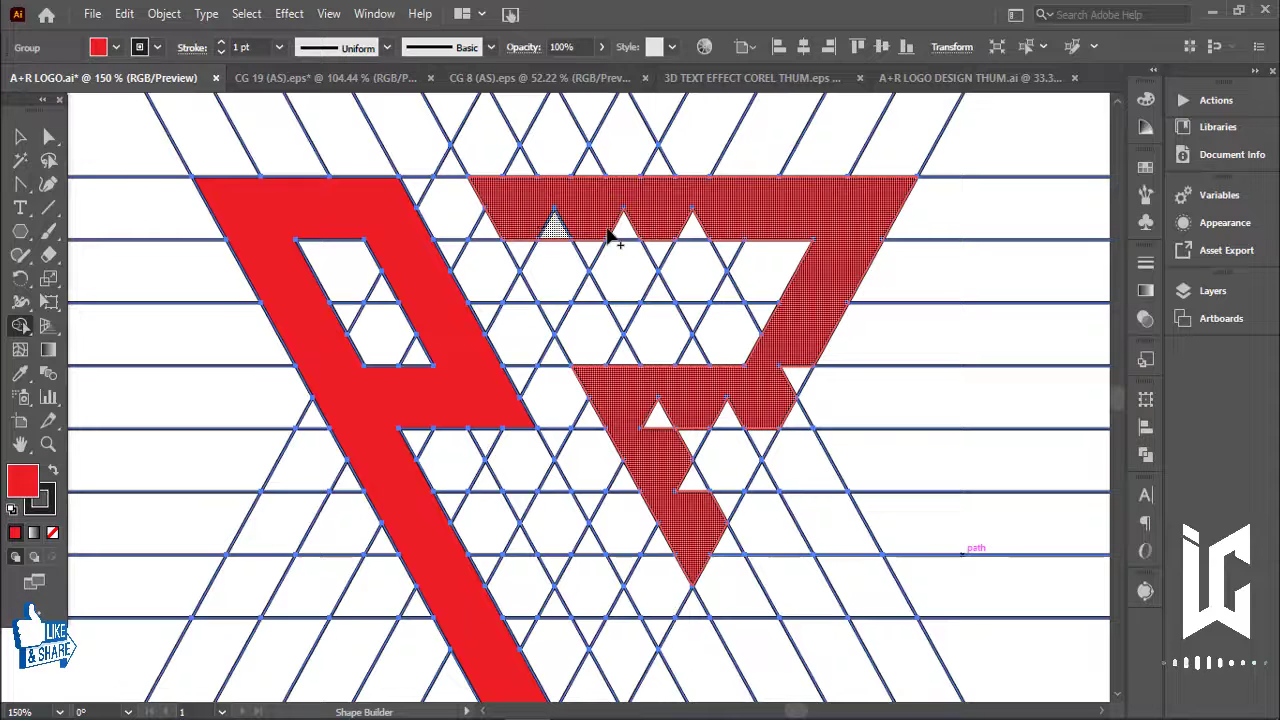 Ai
File Edit Object Type Select Effect View Window Help
Search Adobe Help
Group
Stroke: 1 pt Uniform Basic Opacity: 100% Style: Transform
A+R LOGO.ai* @ 150 % (RGB/Preview) CG 19 (AS).eps* @ 104.44 % (RGB/P... CG 8 (AS).eps @ 52.22 % (RGB/Prev... 3D TEXT EFFECT COREL THUM.eps ... A+R LOGO DESIGN THUM.ai @ 33.3...
Actions
Libraries
Document Info
Variables
Appearance
Asset Export
Layers
Artboards
path
LIKE
& SHARE
150% 0° 1 Shape Builder